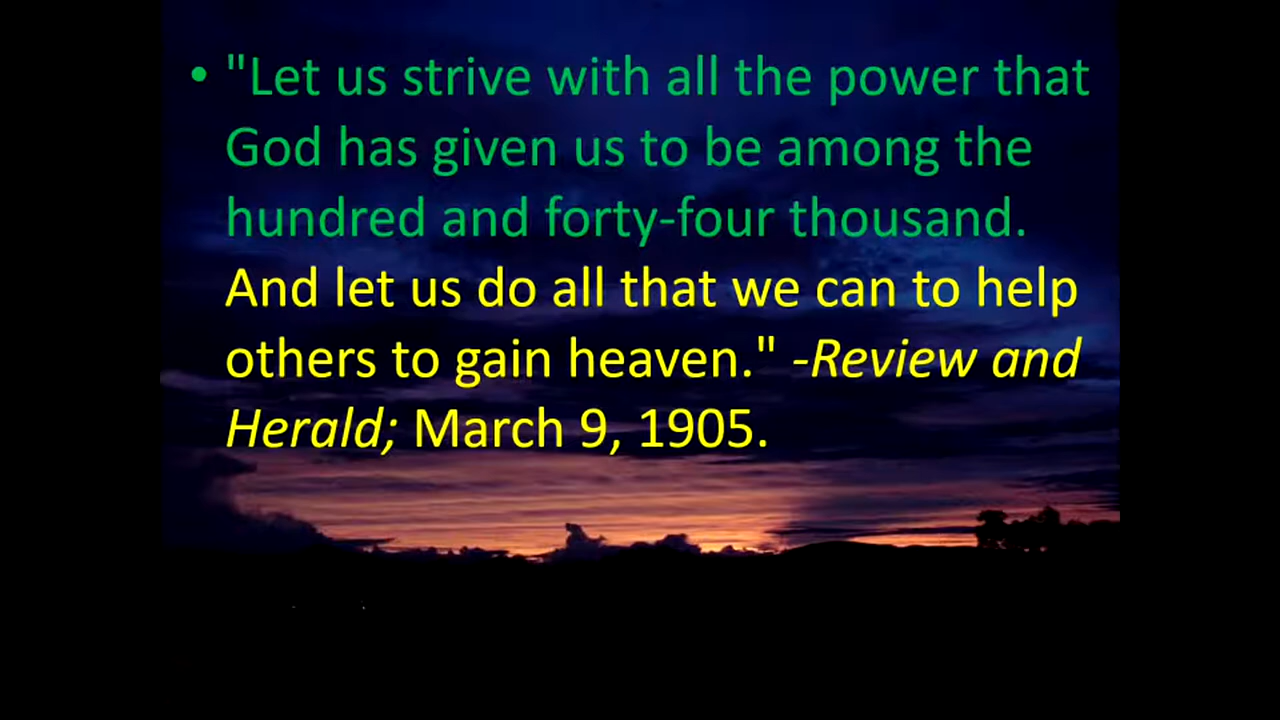 • "Let us strive with all the power that
God has given us to be among the
hundred and forty-four thousand.
And let us do all that we can to help
others to gain heaven." -Review and
Herald; March 9, 1905.